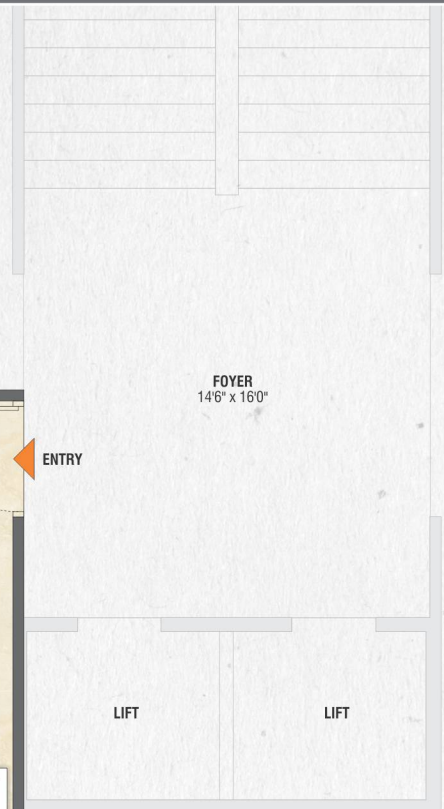 FOYER
14'6" x 16'0"
ENTRY
LIFT
LIFT